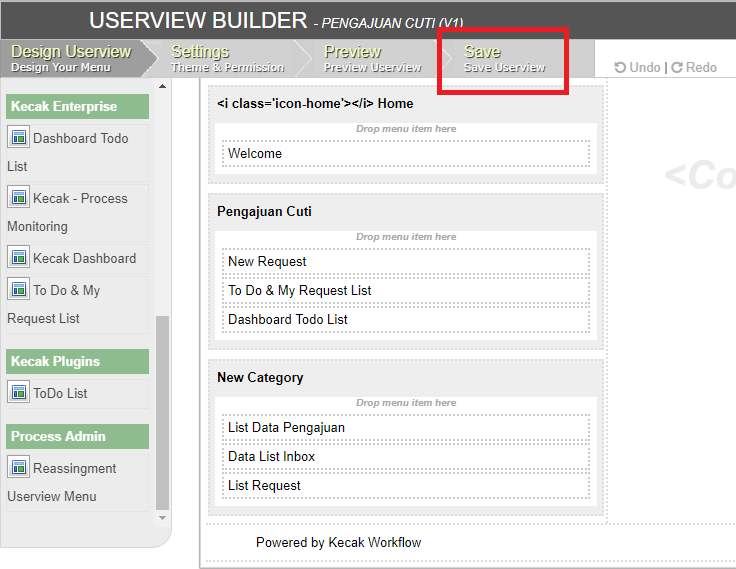 USERVIEW BUILDER - PENGAJUAN CUTI (V1)
Design Userview
Design Your Menu
Settings
Theme & Permission
Preview
Preview Userview
Save
Save Userview
Undo | Redo
Kecak Enterprise
Dashboard Todo
List
Kecak - Process
Monitoring
Kecak Dashboard
To Do & My
Request List
Kecak Plugins
ToDo List
Process Admin
Reassingment
Userview Menu
<i class='icon-home'></i> Home
Drop menu item here
Welcome
Pengajuan Cuti
Drop menu item here
New Request
To Do & My Request List
Dashboard Todo List
New Category
Drop menu item here
List Data Pengajuan
Data List Inbox
List Request
Powered by Kecak Workflow
<Co